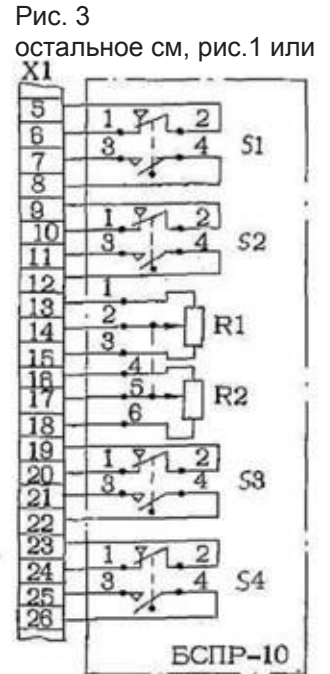 Рис. 3
остальное см, рис.1 или
X1
5
6 1 2
7 3 4 S1
8
9
10 1 2
11 3 4 S2
12
13 1
14 2 R1
15 3
16 4
17 5 R2
18 6
19
20 1 2
21 3 4 S3
22
23
24 1 2
25 3 4 S4
26
БСПР-10